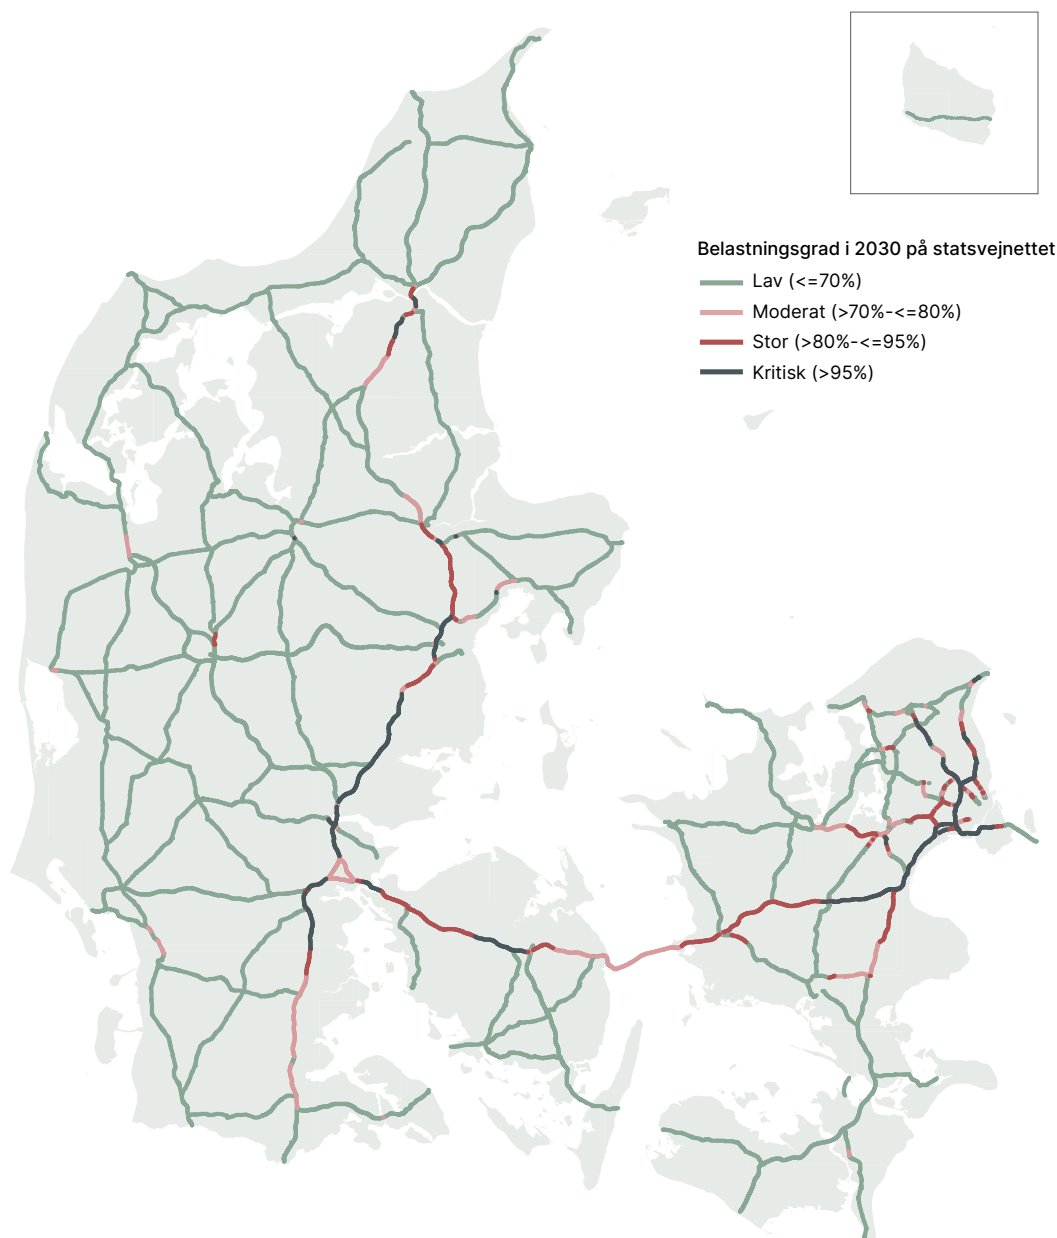 Belastningsgrad i 2030 på statsvejnettet
Lav (<=70%)
Moderat (>70%-<=80%)
Stor (>80%-<=95%)
Kritisk (>95%)